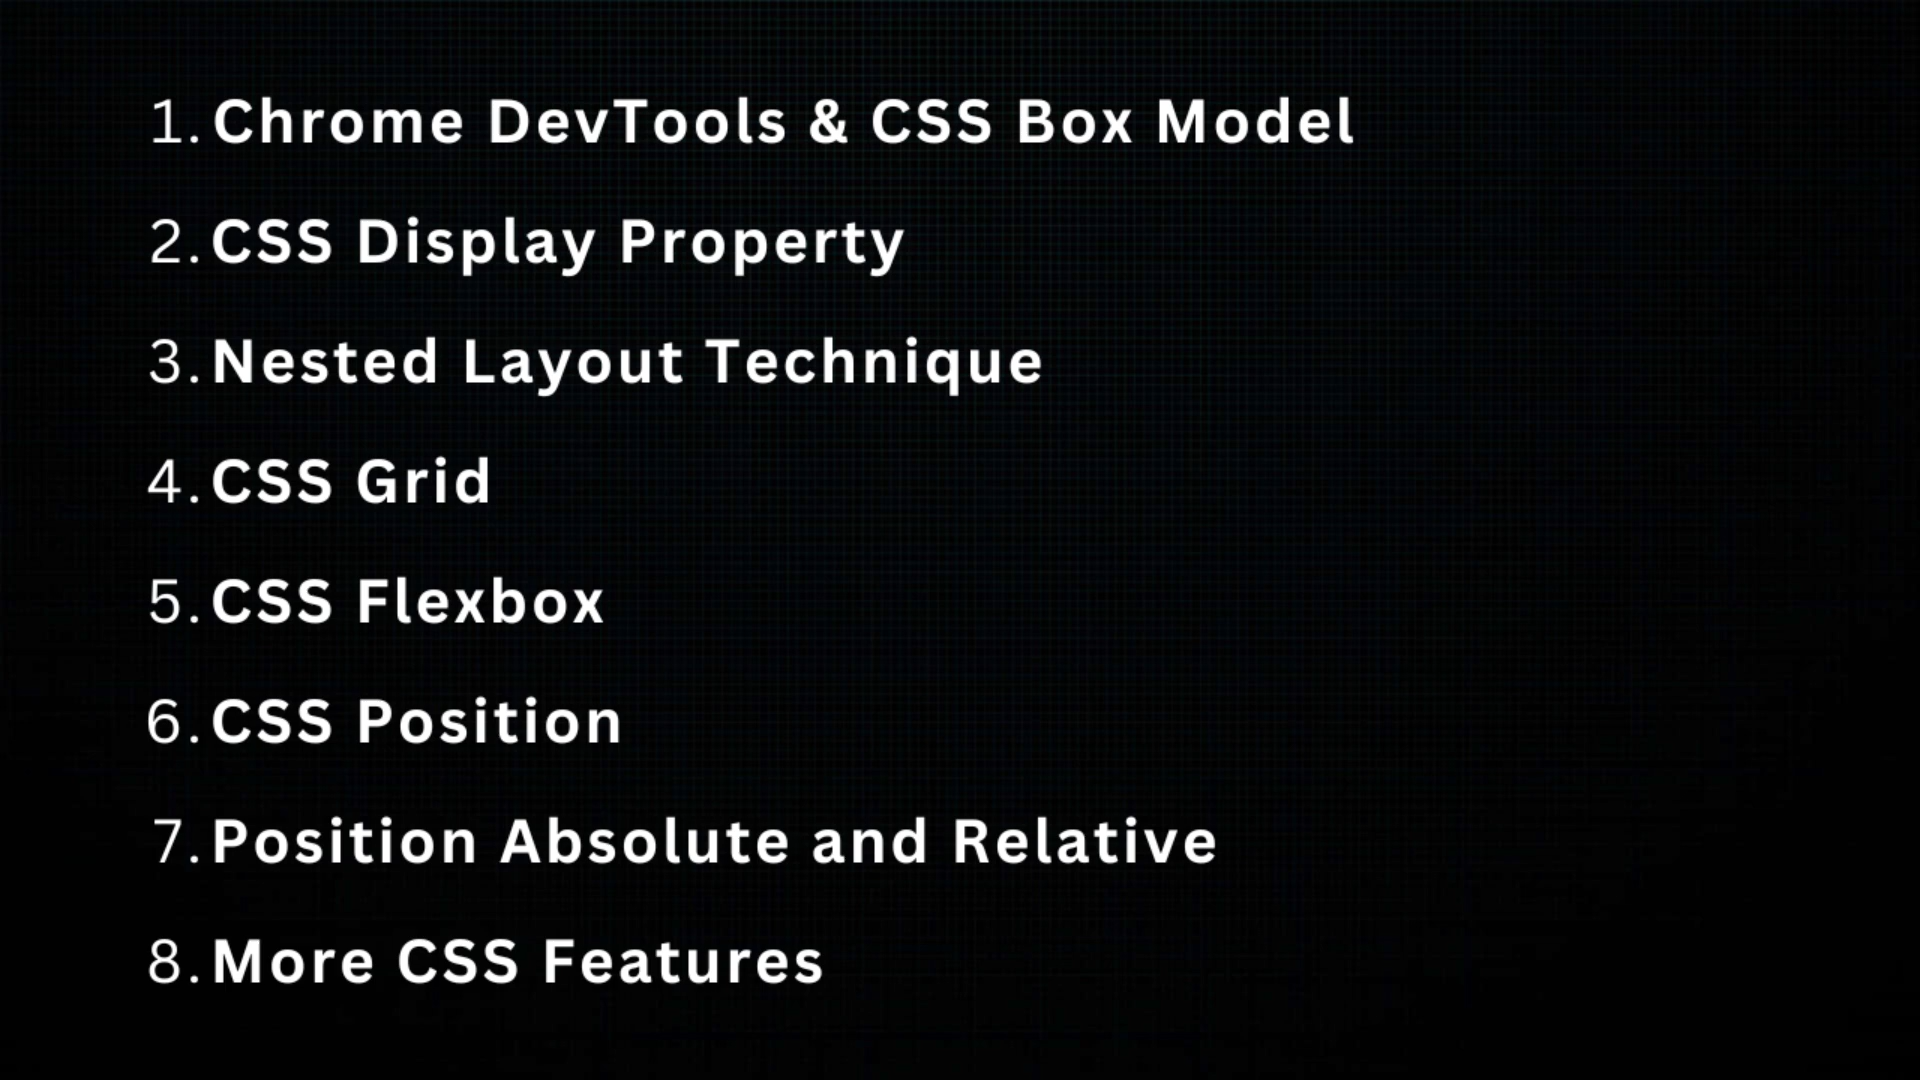 1. Chrome DevTools & CSS Box Model
2. CSS Display Property
3. Nested Layout Technique
4. CSS Grid
5. CSS Flexbox
6. CSS Position
7. Position Absolute and Relative
8. More CSS Features